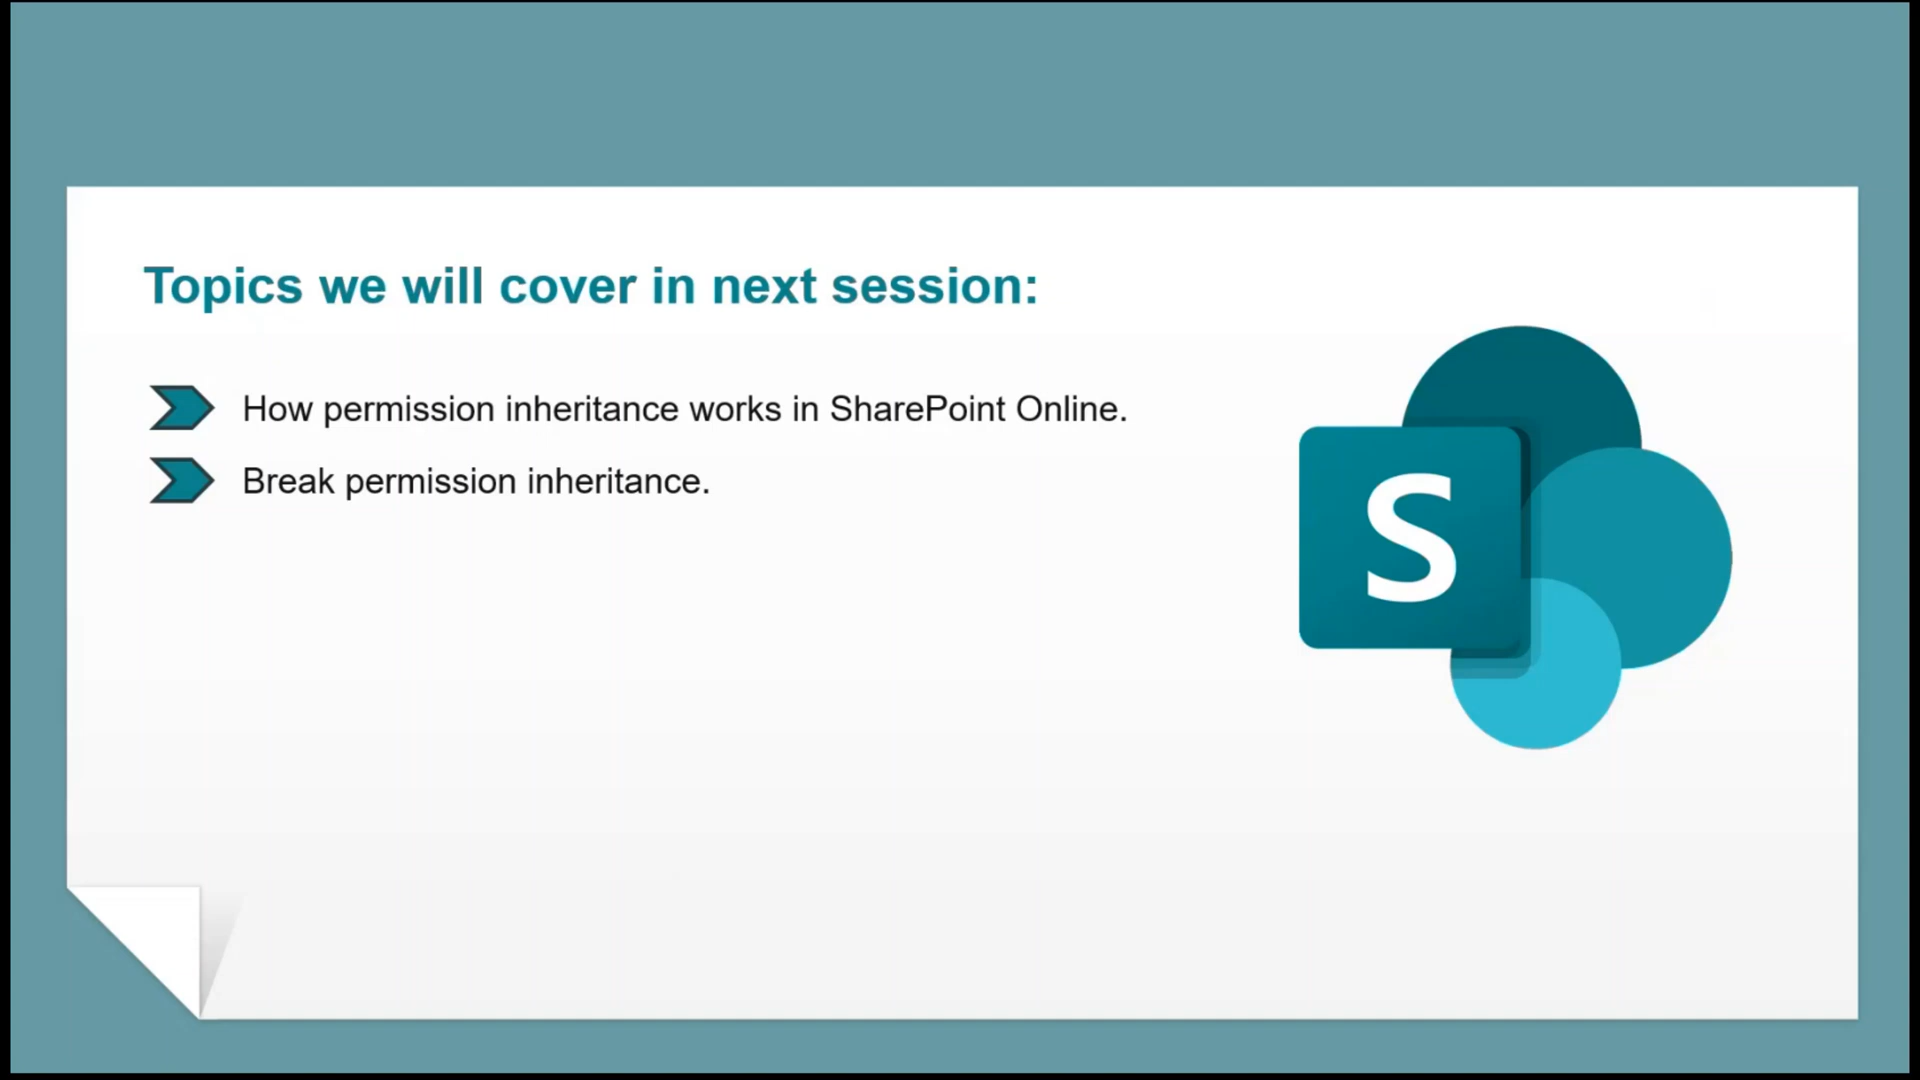 Topics we will cover in next session:
How permission inheritance works in SharePoint Online.
Break permission inheritance.
S